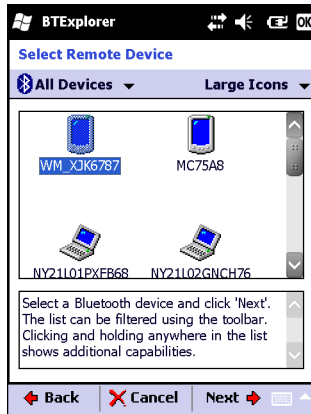 BTExplorer
OK
Select Remote Device
All Devices
Large Icons
WM_XJK6787
MC75A8
NY21L01PXFB68
NY21L02GNCH76
Select a Bluetooth device and click 'Next'.
The list can be filtered using the toolbar.
Clicking and holding anywhere in the list
shows additional capabilities.
Back
Cancel
Next